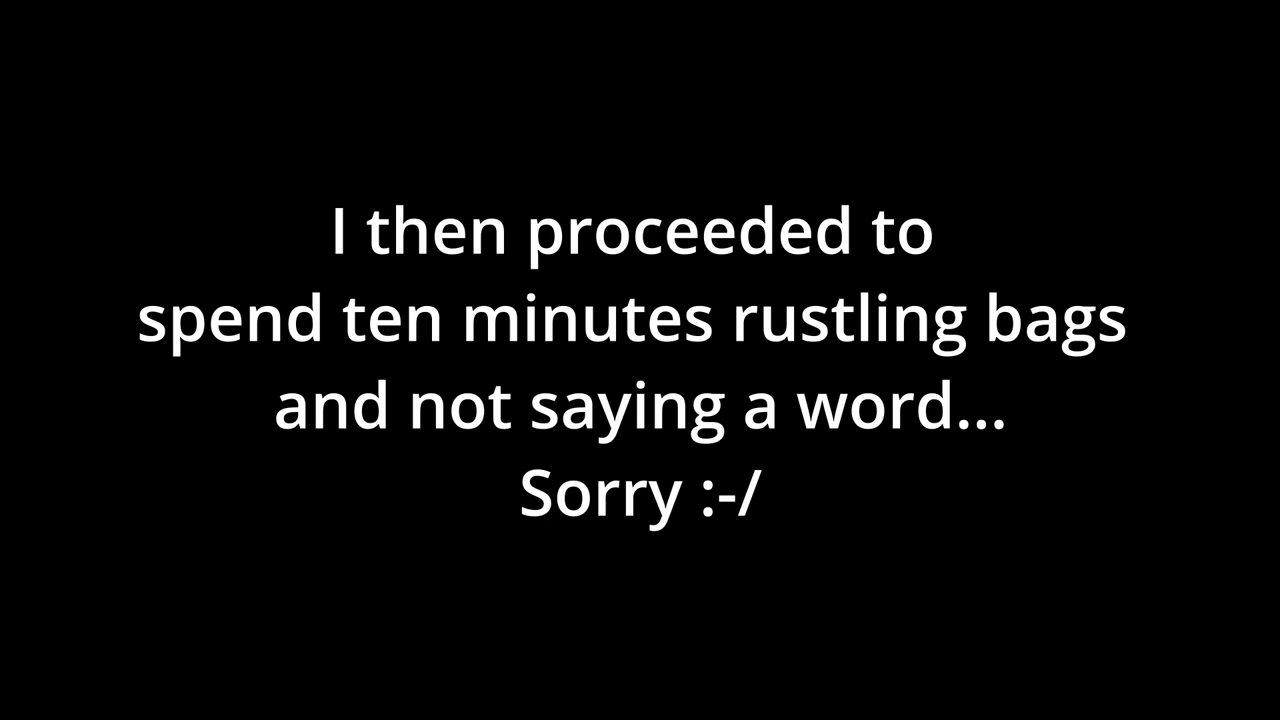 I then proceeded to
spend ten minutes rustling bags
and not saying a word...
Sorry :-/